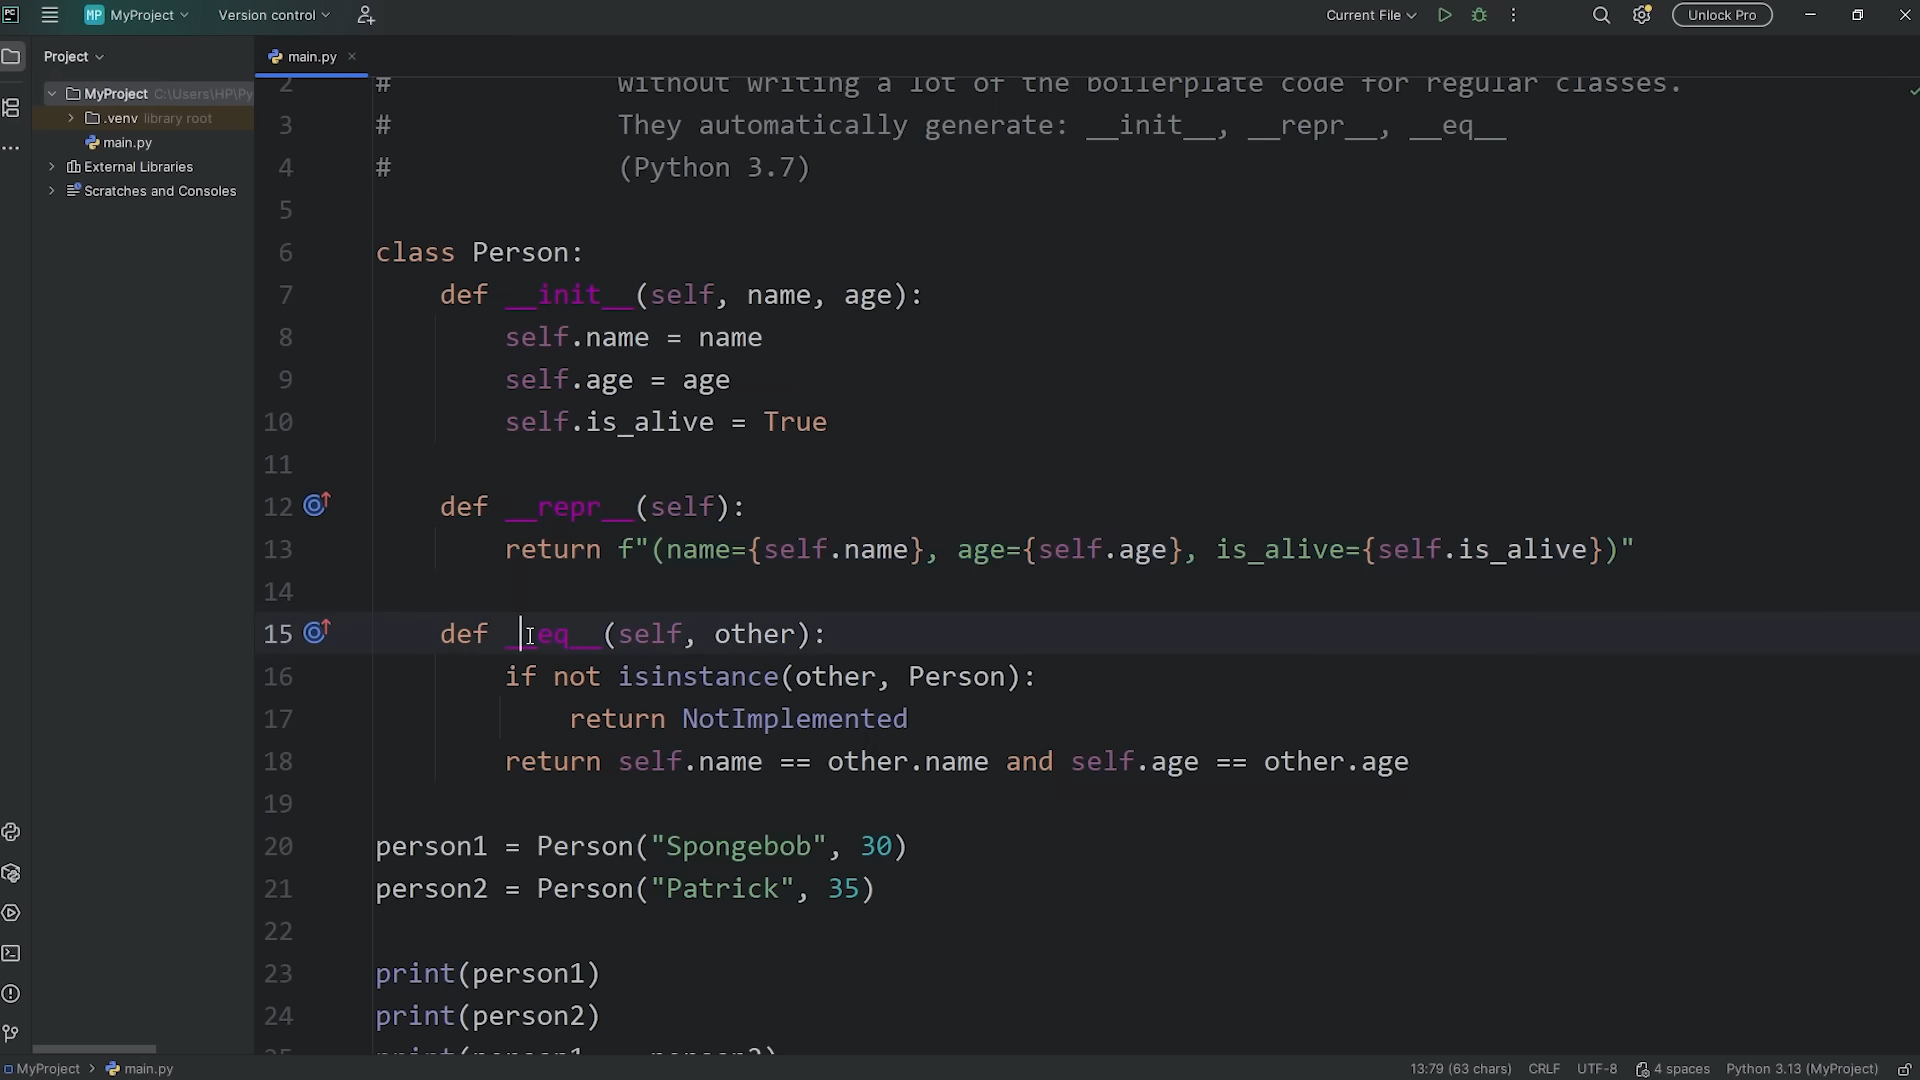 PC MP MyProject Version control Current File Unlock Pro
Project main.py
MyProject C:\Users\HP\Py
.venv library root
main.py
External Libraries
Scratches and Consoles
2 # without writing a lot of the boilerplate code for regular classes.
3 # They automatically generate: __init__, __repr__, __eq__
4 # (Python 3.7)
5
6 class Person:
7 def __init__(self, name, age):
8 self.name = name
9 self.age = age
10 self.is_alive = True
11
12 def __repr__(self):
13 return f"(name={self.name}, age={self.age}, is_alive={self.is_alive})"
14
15 def __eq__(self, other):
16 if not isinstance(other, Person):
17 return NotImplemented
18 return self.name == other.name and self.age == other.age
19
20 person1 = Person("Spongebob", 30)
21 person2 = Person("Patrick", 35)
22
23 print(person1)
24 print(person2)
MyProject > main.py 13:79 (63 chars) CRLF UTF-8 4 spaces Python 3.13 (MyProject)